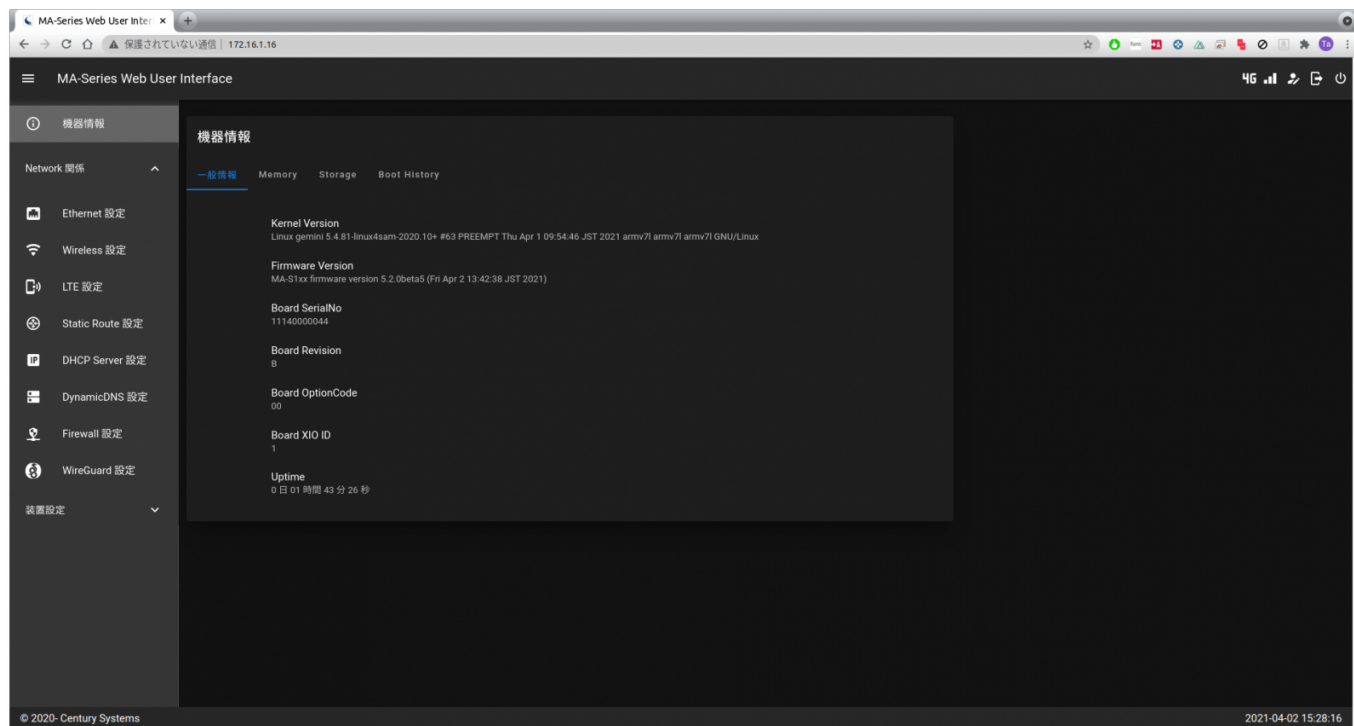 MA-Series Web User Inter
保護されていない通信 | 172.16.1.16
MA-Series Web User Interface
4G
機器情報
Network 関係
Ethernet 設定
Wireless 設定
LTE 設定
Static Route 設定
IP
DHCP Server 設定
DynamicDNS 設定
Firewall 設定
WireGuard 設定
装置設定
機器情報
一般情報 Memory Storage Boot History
Kernel Version
Linux gemini 5.4.81-linux4sam-2020.10+ #63 PREEMPT Thu Apr 1 09:54:46 JST 2021 armv7l armv7l armv7l GNU/Linux
Firmware Version
MA-S1xx firmware version 5.2.0beta5 (Fri Apr 2 13:42:38 JST 2021)
Board SerialNo
11140000044
Board Revision
B
Board OptionCode
00
Board XIO ID
1
Uptime
0 日 01 時間 43 分 26 秒
© 2020- Century Systems
2021-04-02 15:28:16